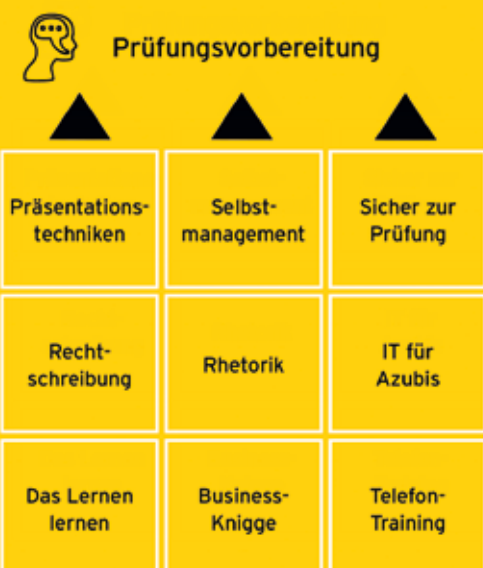 Prüfungsvorbereitung
Präsentations-
techniken
Selbst-
management
Sicher zur
Prüfung
Recht-
schreibung
Rhetorik
IT für
Azubis
Das Lernen
lernen
Business-
Knigge
Telefon-
Training